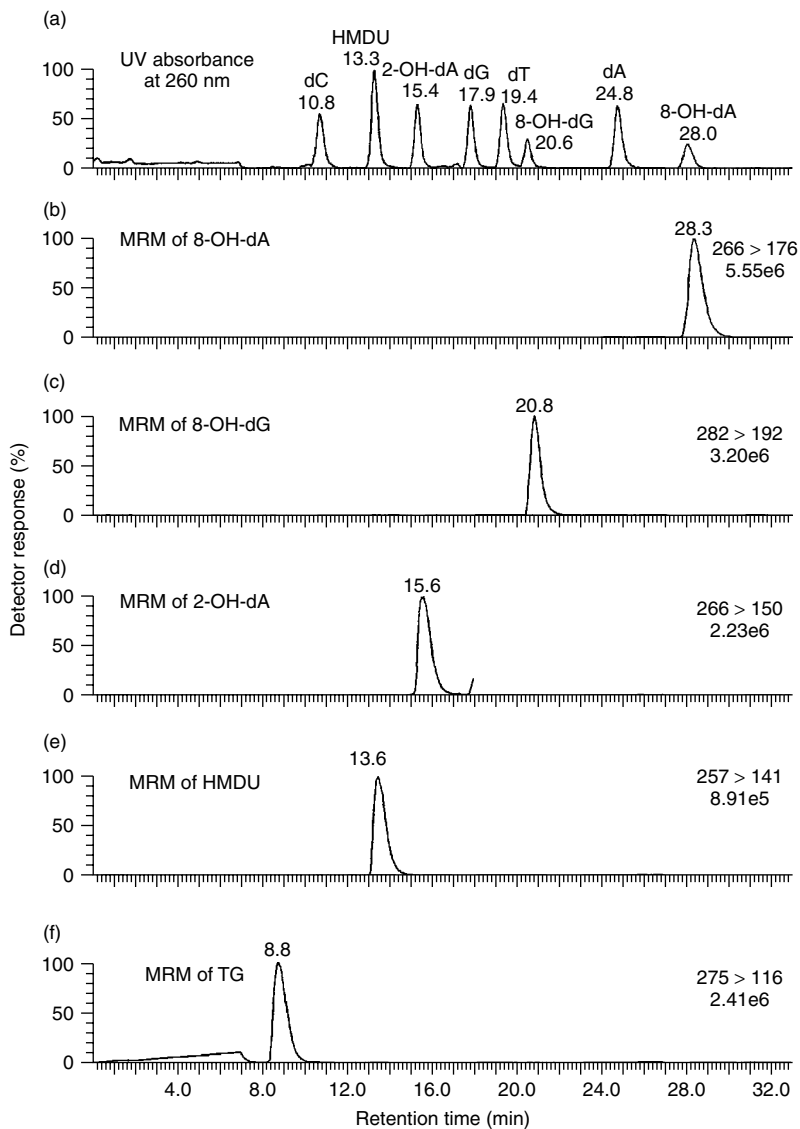 (a)
UV absorbance
at 260 nm
dC
10.8
HMDU
13.3
2-OH-dA
15.4
dG
17.9
dT
19.4
8-OH-dG
20.6
dA
24.8
8-OH-dA
28.0
100
50
0
(b)
MRM of 8-OH-dA
28.3
266 > 176
5.55e6
100
50
0
(c)
MRM of 8-OH-dG
20.8
282 > 192
3.20e6
100
50
0
(d)
MRM of 2-OH-dA
15.6
266 > 150
2.23e6
100
50
0
(e)
MRM of HMDU
13.6
257 > 141
8.91e5
100
50
0
(f)
MRM of TG
8.8
275 > 116
2.41e6
100
50
0
Detector response (%)
4.0 8.0 12.0 16.0 20.0 24.0 28.0 32.0
Retention time (min)